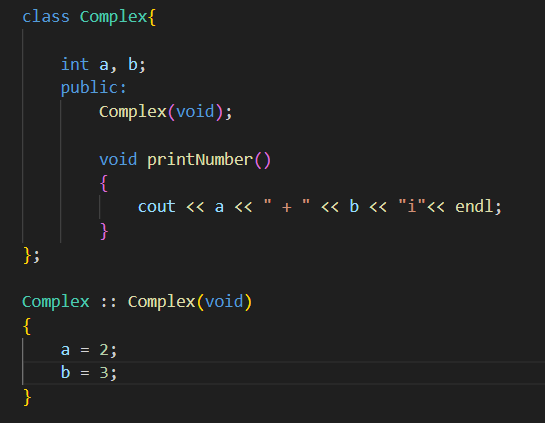 class Complex{
int a, b;
public:
Complex(void);
void printNumber()
{
cout << a << " + " << b << "i"<< endl;
}
};
Complex :: Complex(void)
{
a = 2;
b = 3;
}